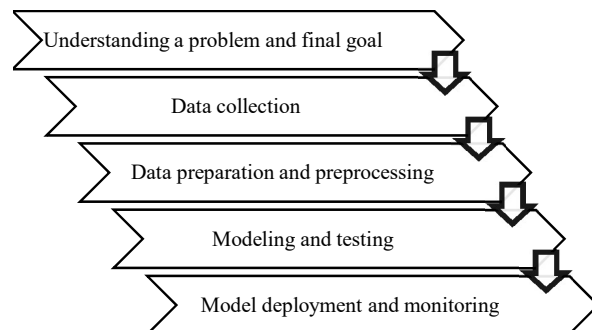 Understanding a problem and final goal
Data collection
Data preparation and preprocessing
Modeling and testing
Model deployment and monitoring